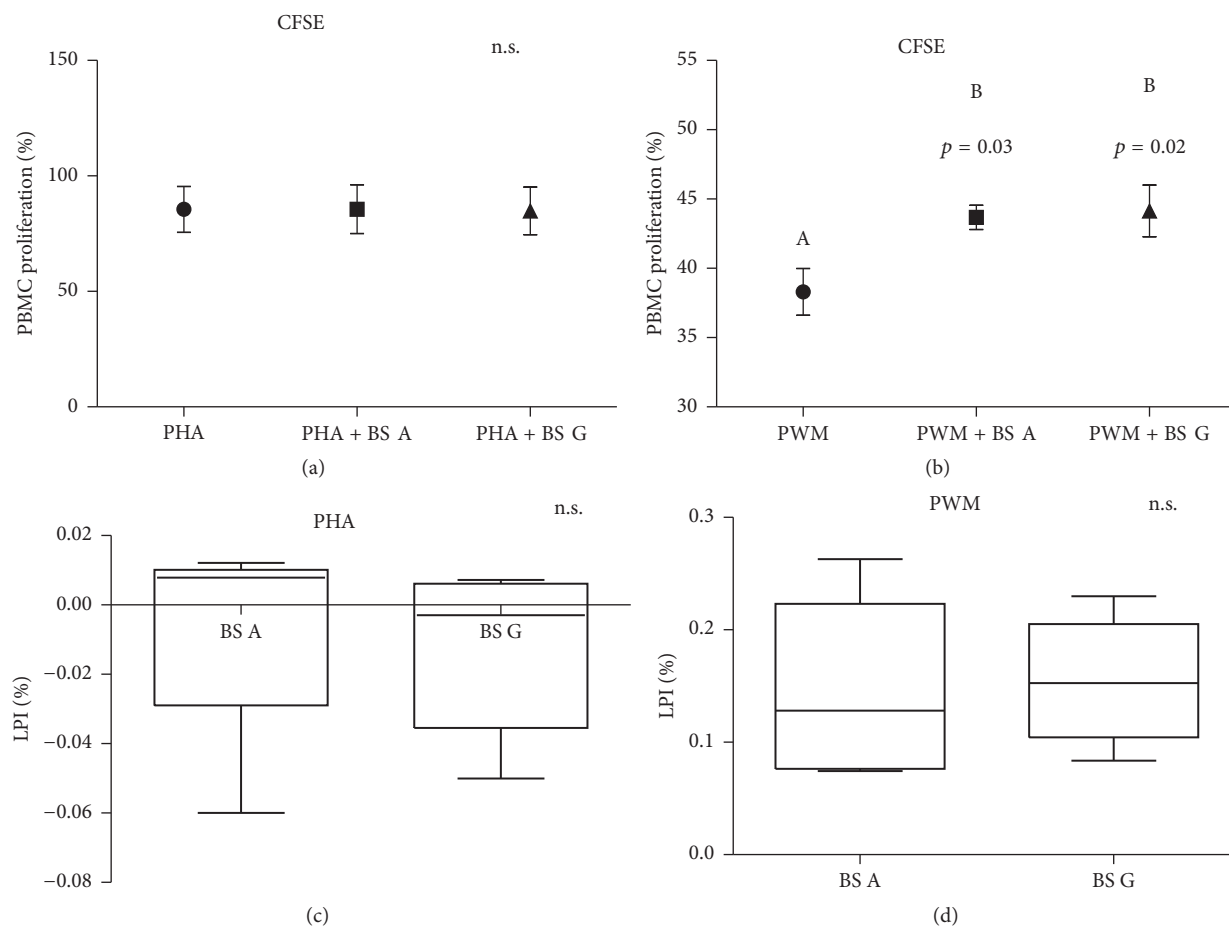 CFSE
n.s.
150
100
50
0
PBMC proliferation (%)
PHA
PHA + BS A
PHA + BS G
(a)
CFSE
55
50
45
40
35
30
PBMC proliferation (%)
A
B
p = 0.03
B
p = 0.02
PWM
PWM + BS A
PWM + BS G
(b)
PHA
n.s.
0.02
0.00
−0.02
−0.04
−0.06
−0.08
LPI (%)
BS A
BS G
(c)
PWM
n.s.
0.3
0.2
0.1
0.0
LPI (%)
BS A
BS G
(d)